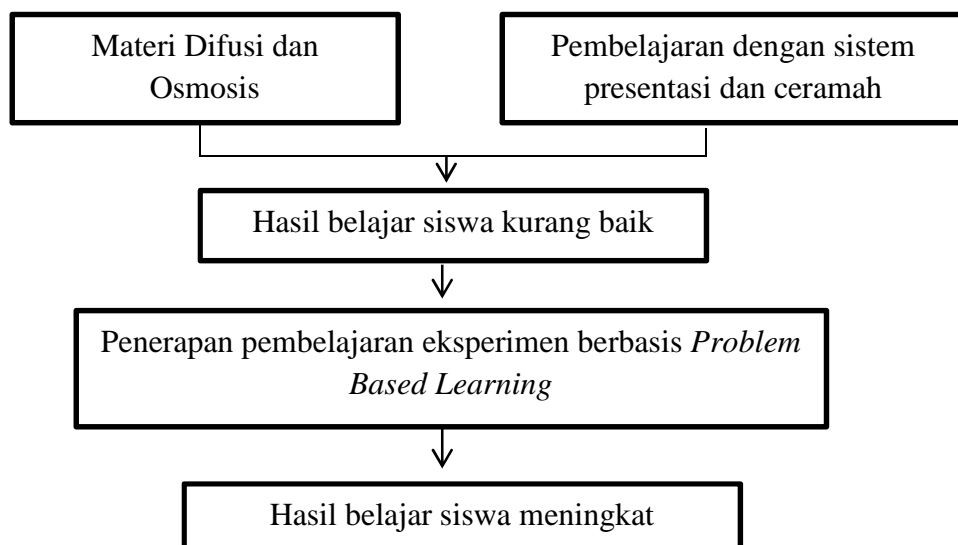 Materi Difusi dan
Osmosis
Pembelajaran dengan sistem
presentasi dan ceramah
Hasil belajar siswa kurang baik
Penerapan pembelajaran eksperimen berbasis Problem
Based Learning
Hasil belajar siswa meningkat